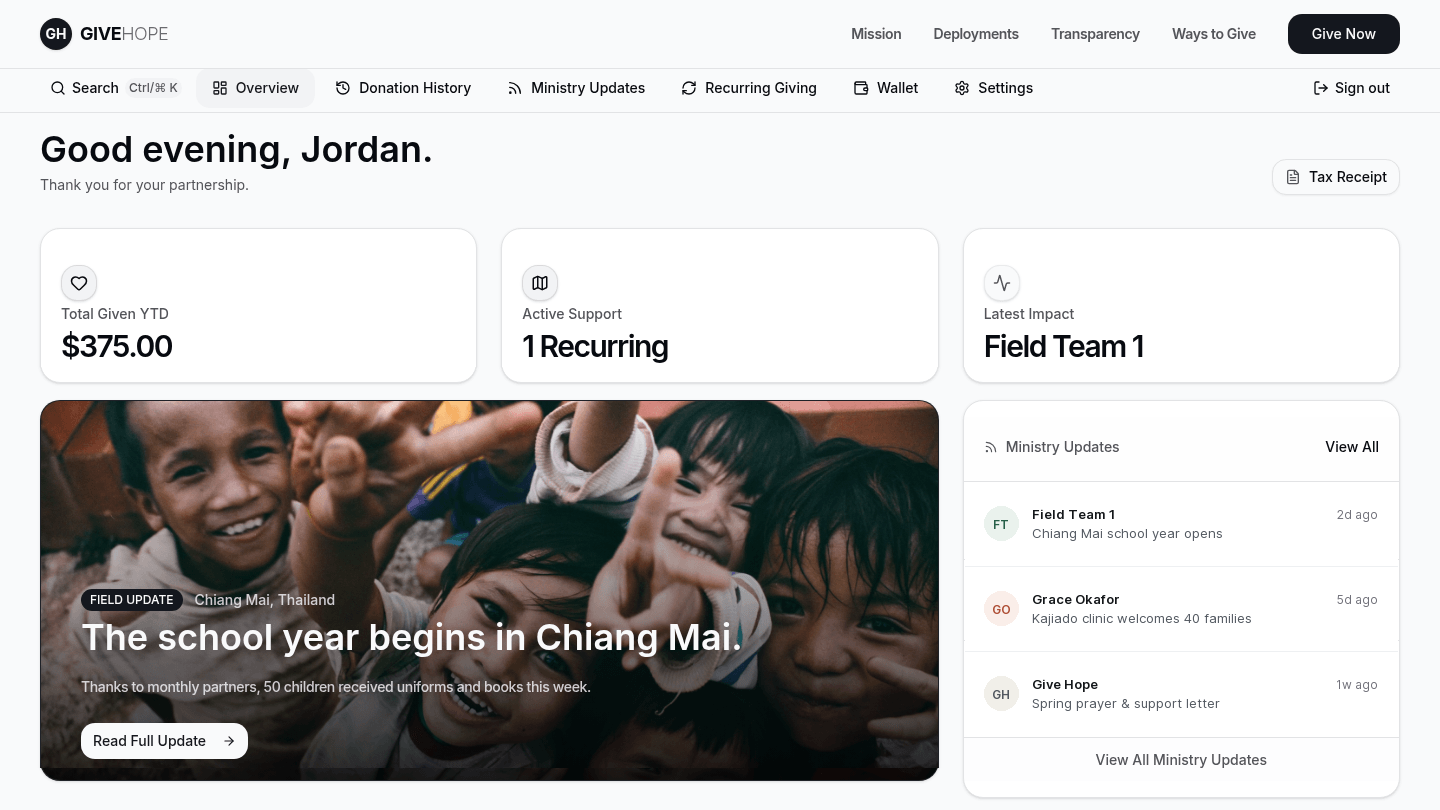 GH GIVEHOPE
Mission
Deployments
Transparency
Ways to Give
Give Now
Search Ctrl/⌘ K
Overview
Donation History
Ministry Updates
Recurring Giving
Wallet
Settings
Sign out
Good evening, Jordan.
Thank you for your partnership.
Tax Receipt
Total Given YTD
$375.00
Active Support
1 Recurring
Latest Impact
Field Team 1
FIELD UPDATE Chiang Mai, Thailand
The school year begins in Chiang Mai.
Thanks to monthly partners, 50 children received uniforms and books this week.
Read Full Update
Ministry Updates
View All
FT
Field Team 1
2d ago
Chiang Mai school year opens
GO
Grace Okafor
5d ago
Kajiado clinic welcomes 40 families
GH
Give Hope
1w ago
Spring prayer & support letter
View All Ministry Updates